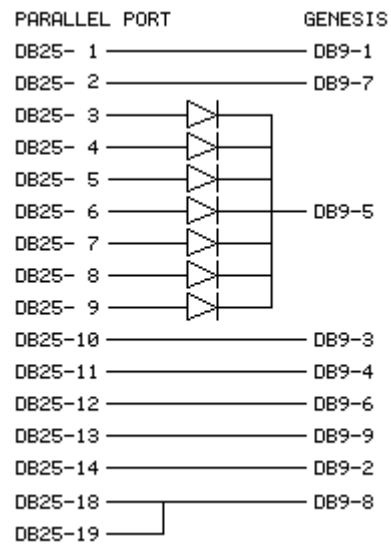 PARALLEL PORT GENESIS
DB25- 1 DB9-1
DB25- 2 DB9-7
DB25- 3
DB25- 4
DB25- 5
DB25- 6 DB9-5
DB25- 7
DB25- 8
DB25- 9
DB25-10 DB9-3
DB25-11 DB9-4
DB25-12 DB9-6
DB25-13 DB9-9
DB25-14 DB9-2
DB25-18 DB9-8
DB25-19